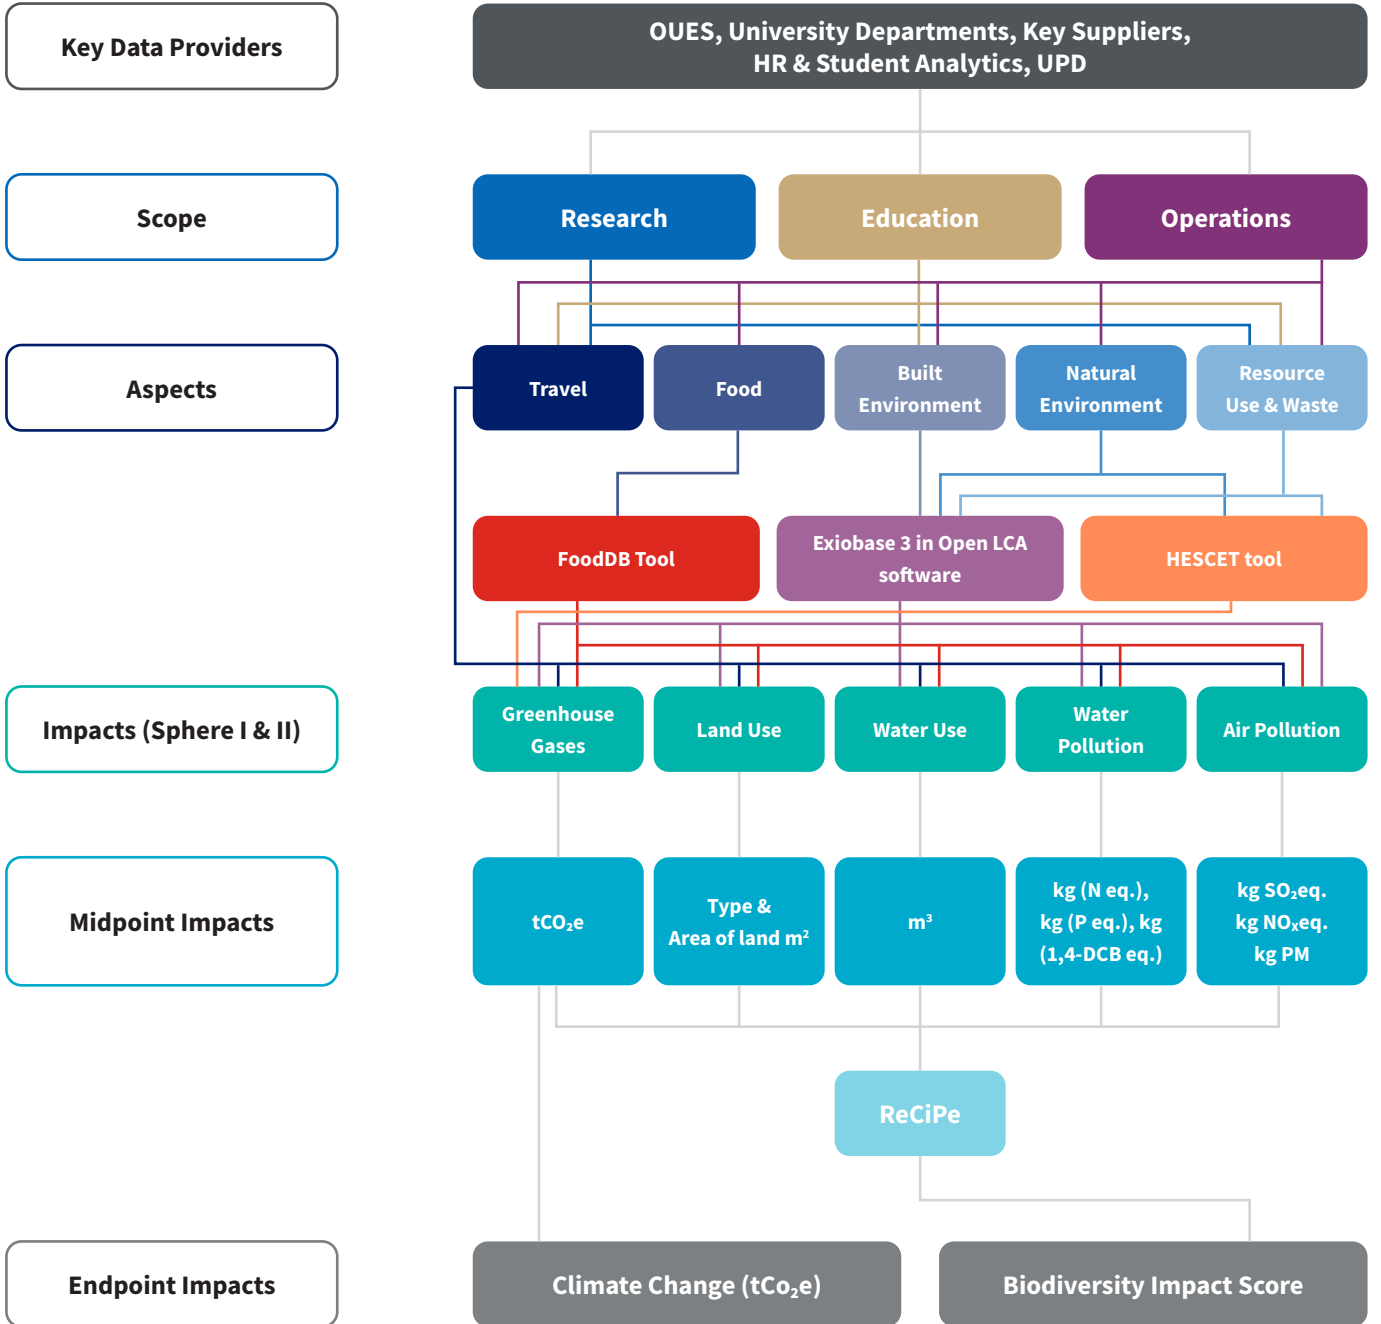 Key Data Providers
OUES, University Departments, Key Suppliers,
HR & Student Analytics, UPD
Scope
Research
Education
Operations
Aspects
Travel
Food
Built
Environment
Natural
Environment
Resource
Use & Waste
FoodDB Tool
Exiobase 3 in Open LCA
software
HESCET tool
Impacts (Sphere I & II)
Greenhouse
Gases
Land Use
Water Use
Water
Pollution
Air Pollution
Midpoint Impacts
tCO₂e
Type &
Area of land m²
m³
kg (N eq.),
kg (P eq.), kg
(1,4-DCB eq.)
kg SO₂eq.
kg NOₓeq.
kg PM
ReCiPe
Endpoint Impacts
Climate Change (tCo₂e)
Biodiversity Impact Score